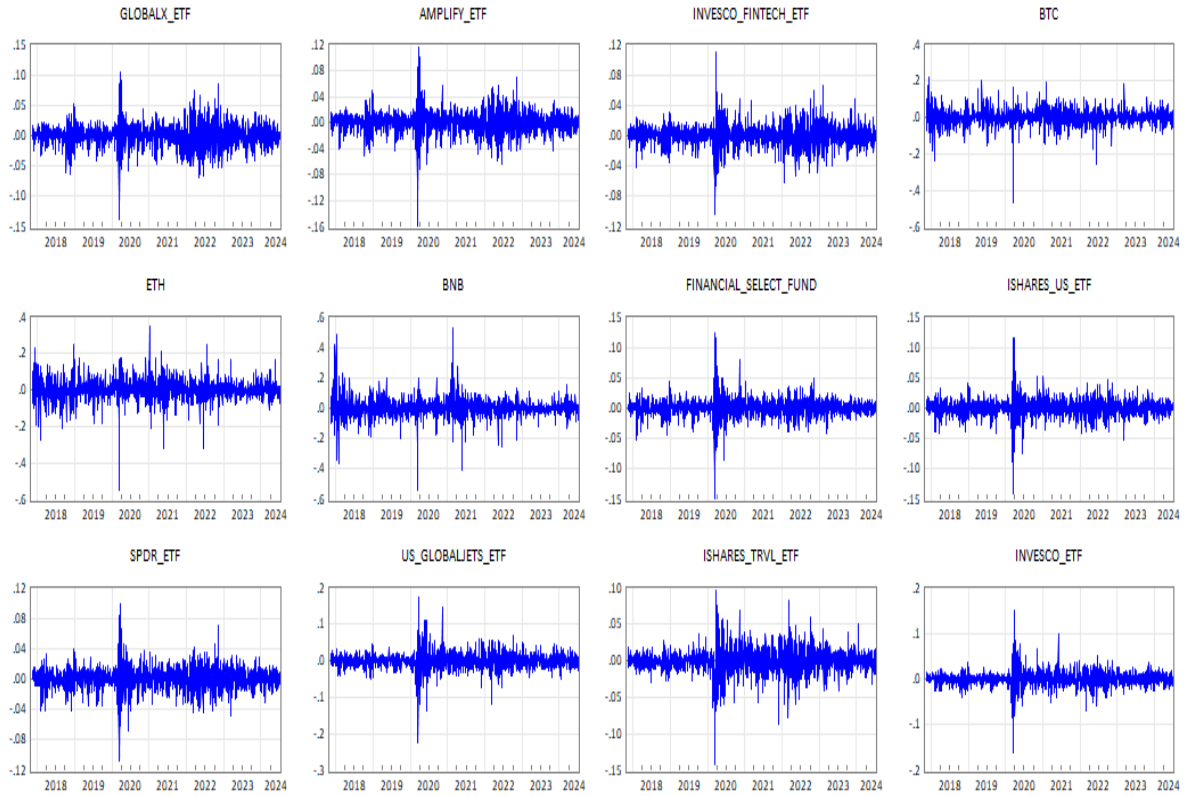 GLOBALX_ETF AMPLIFY_ETF INVESCO_FINTECH_ETF BTC
.15 .12 .12 .4
.10 .08 .08 .2
.05 .04 .04 .0
.00 .00 .00 -.2
-.05 -.04 -.04 -.4
-.10 -.08 -.08 -.6
-.15 -.12 -.12
-.16
2018 2019 2020 2021 2022 2023 2024 2018 2019 2020 2021 2022 2023 2024 2018 2019 2020 2021 2022 2023 2024 2018 2019 2020 2021 2022 2023 2024
ETH BNB FINANCIAL_SELECT_FUND ISHARES_US_ETF
.4 .6 .15 .15
.2 .4 .10 .10
.0 .2 .05 .05
-.2 .0 .00 .00
-.4 -.2 -.05 -.05
-.6 -.4 -.10 -.10
-.6 -.15 -.15
2018 2019 2020 2021 2022 2023 2024 2018 2019 2020 2021 2022 2023 2024 2018 2019 2020 2021 2022 2023 2024 2018 2019 2020 2021 2022 2023 2024
SPDR_ETF US_GLOBALJETS_ETF ISHARES_TRVL_ETF INVESCO_ETF
.12 .2 .10 .2
.08 .1 .05 .1
.04 .0 .00 .0
.00 -.1 -.05 -.1
-.04 -.2 -.10 -.2
-.08 -.3 -.15
-.12
2018 2019 2020 2021 2022 2023 2024 2018 2019 2020 2021 2022 2023 2024 2018 2019 2020 2021 2022 2023 2024 2018 2019 2020 2021 2022 2023 2024